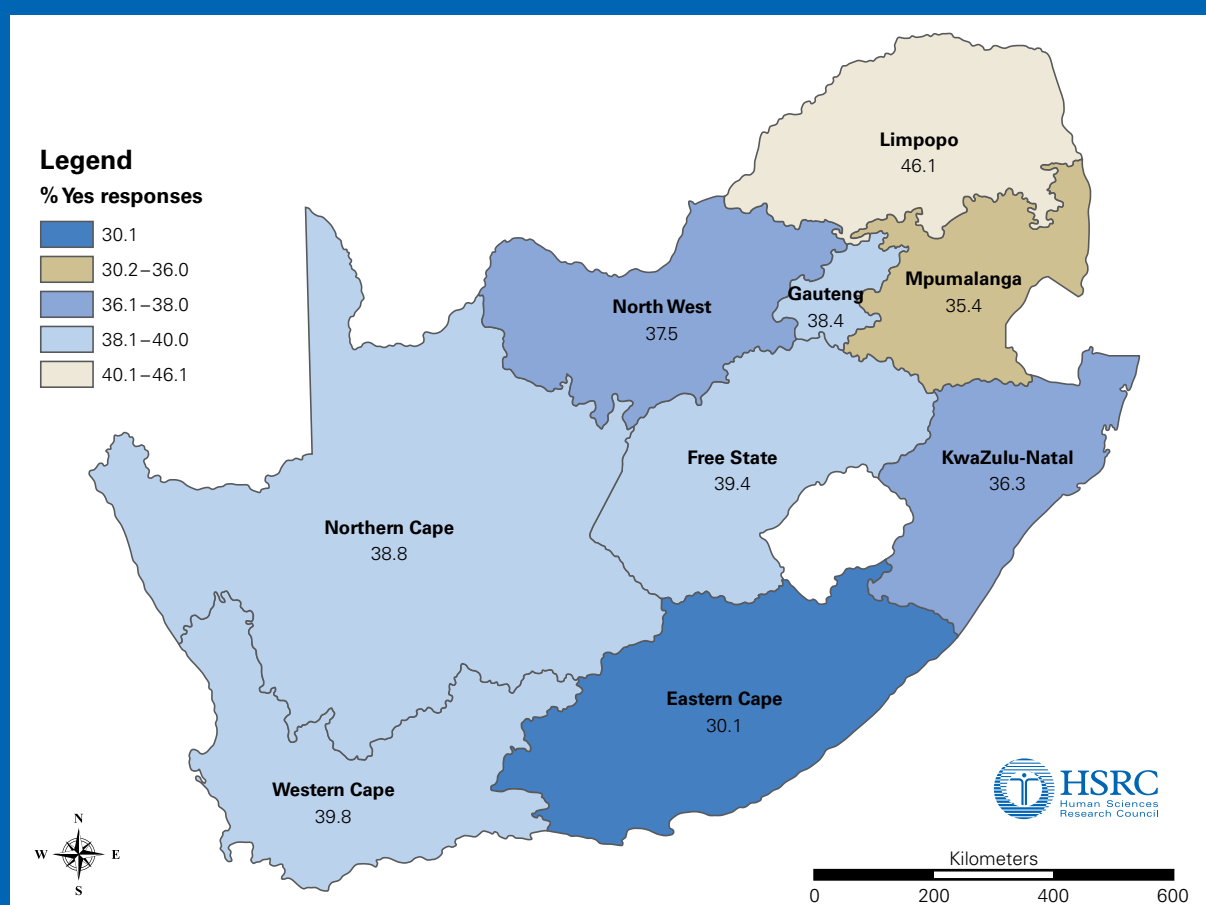 Legend
% Yes responses
30.1
30.2–36.0
36.1–38.0
38.1–40.0
40.1–46.1
Limpopo
46.1
Mpumalanga
35.4
Gauteng
38.4
North West
37.5
Free State
39.4
KwaZulu-Natal
36.3
Northern Cape
38.8
Eastern Cape
30.1
Western Cape
39.8
HSRC
Human Sciences
Research Council
N
W E
S
Kilometers
0 200 400 600